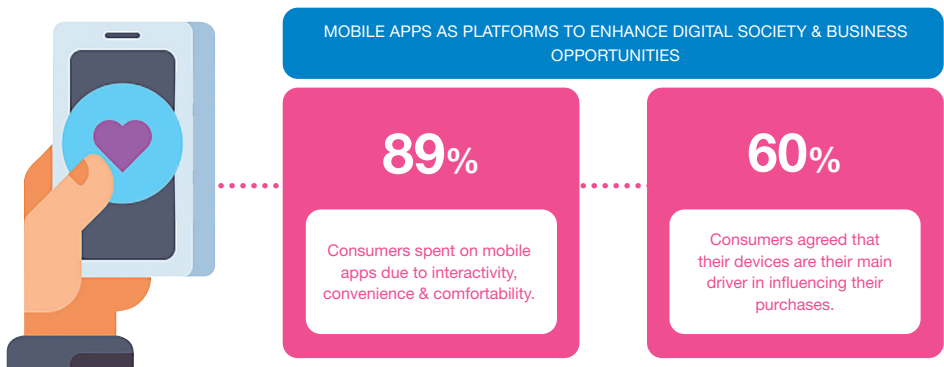 MOBILE APPS AS PLATFORMS TO ENHANCE DIGITAL SOCIETY & BUSINESS
OPPORTUNITIES
89%
Consumers spent on mobile
apps due to interactivity,
convenience & comfortability.
60%
Consumers agreed that
their devices are their main
driver in influencing their
purchases.